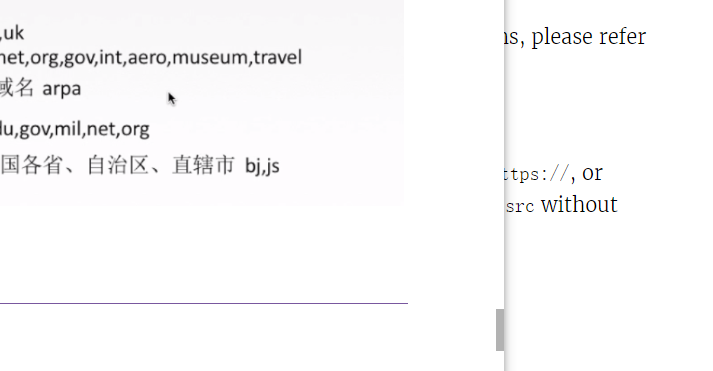 ,uk
net,org,gov,int,aero,museum,travel
域名 arpa
du,gov,mil,net,org
国各省、自治区、直辖市 bj,js
ns, please refer
ttps://, or
src without